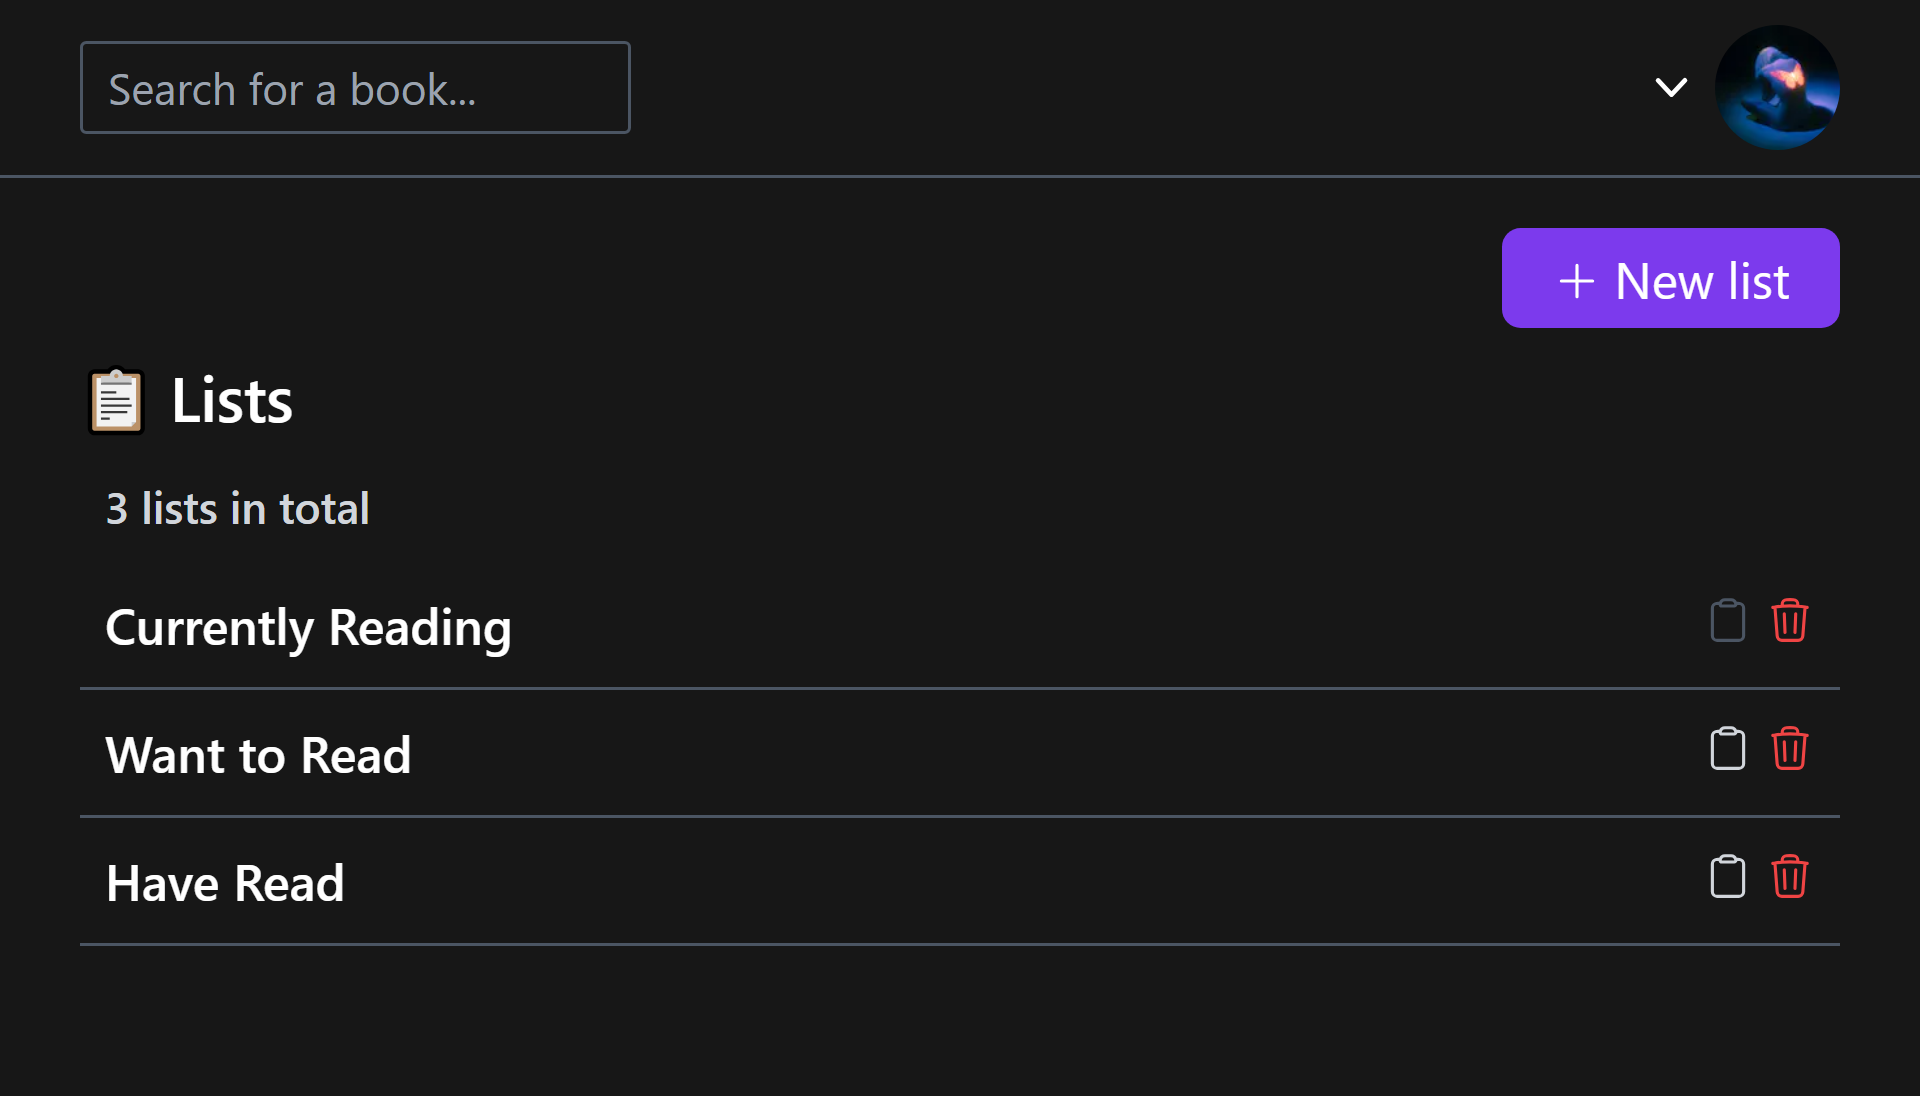 Search for a book...
New list
Lists
3 lists in total
Currently Reading
Want to Read
Have Read